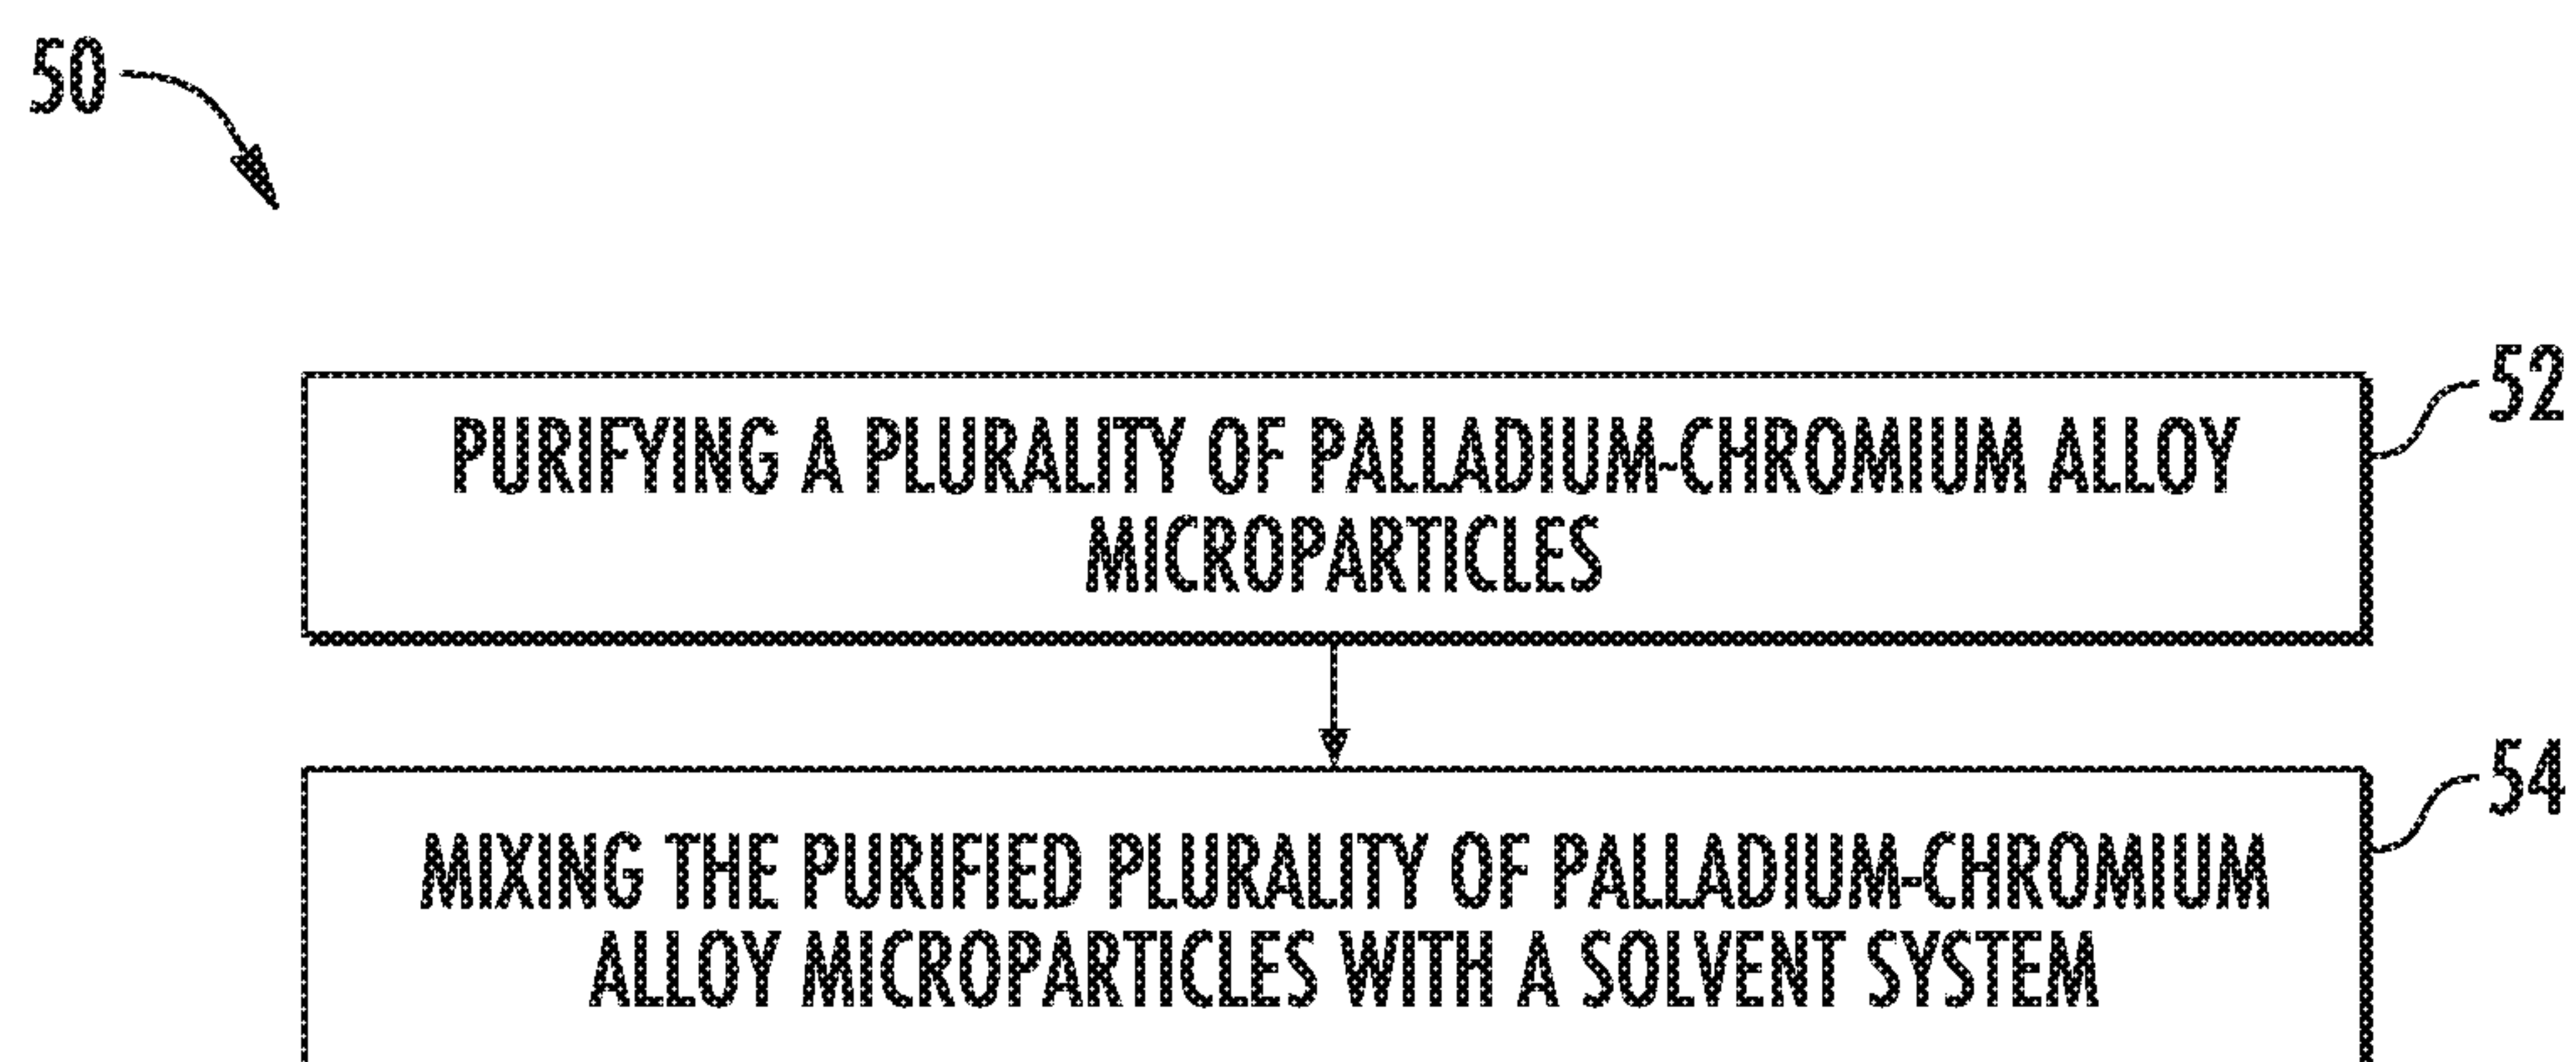 50
52
PURIFYING A PLURALITY OF PALLADIUM-CHROMIUM ALLOY
MICROPARTICLES
54
MIXING THE PURIFIED PLURALITY OF PALLADIUM-CHROMIUM
ALLOY MICROPARTICLES WITH A SOLVENT SYSTEM